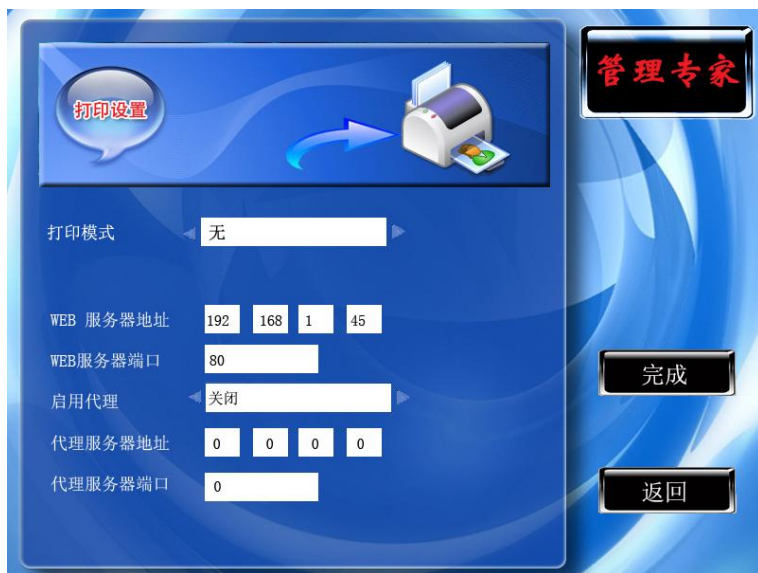 管理专家
打印设置
打印模式 无
WEB 服务器地址 192 168 1 45
WEB服务器端口 80
启用代理 关闭
代理服务器地址 0 0 0 0
代理服务器端口 0
完成
返回